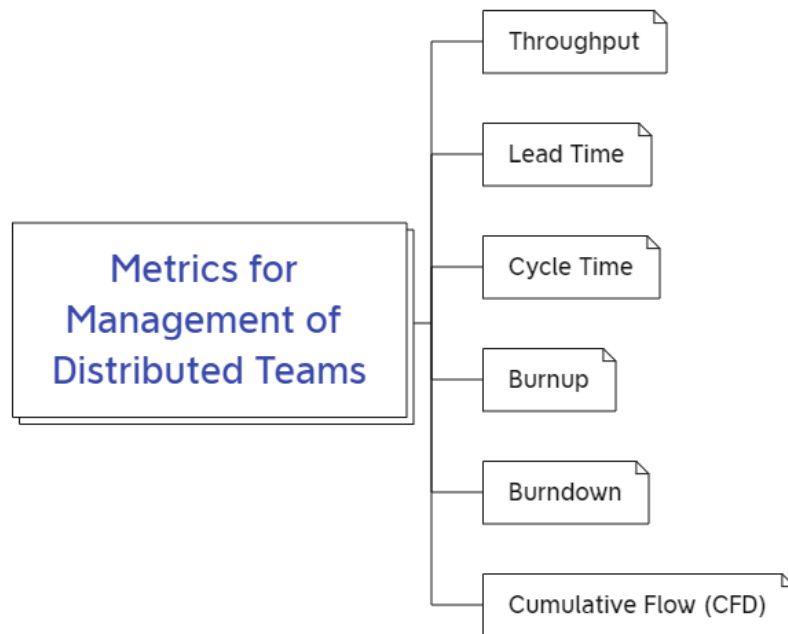 Metrics for
Management of
Distributed Teams
Throughput
Lead Time
Cycle Time
Burnup
Burndown
Cumulative Flow (CFD)